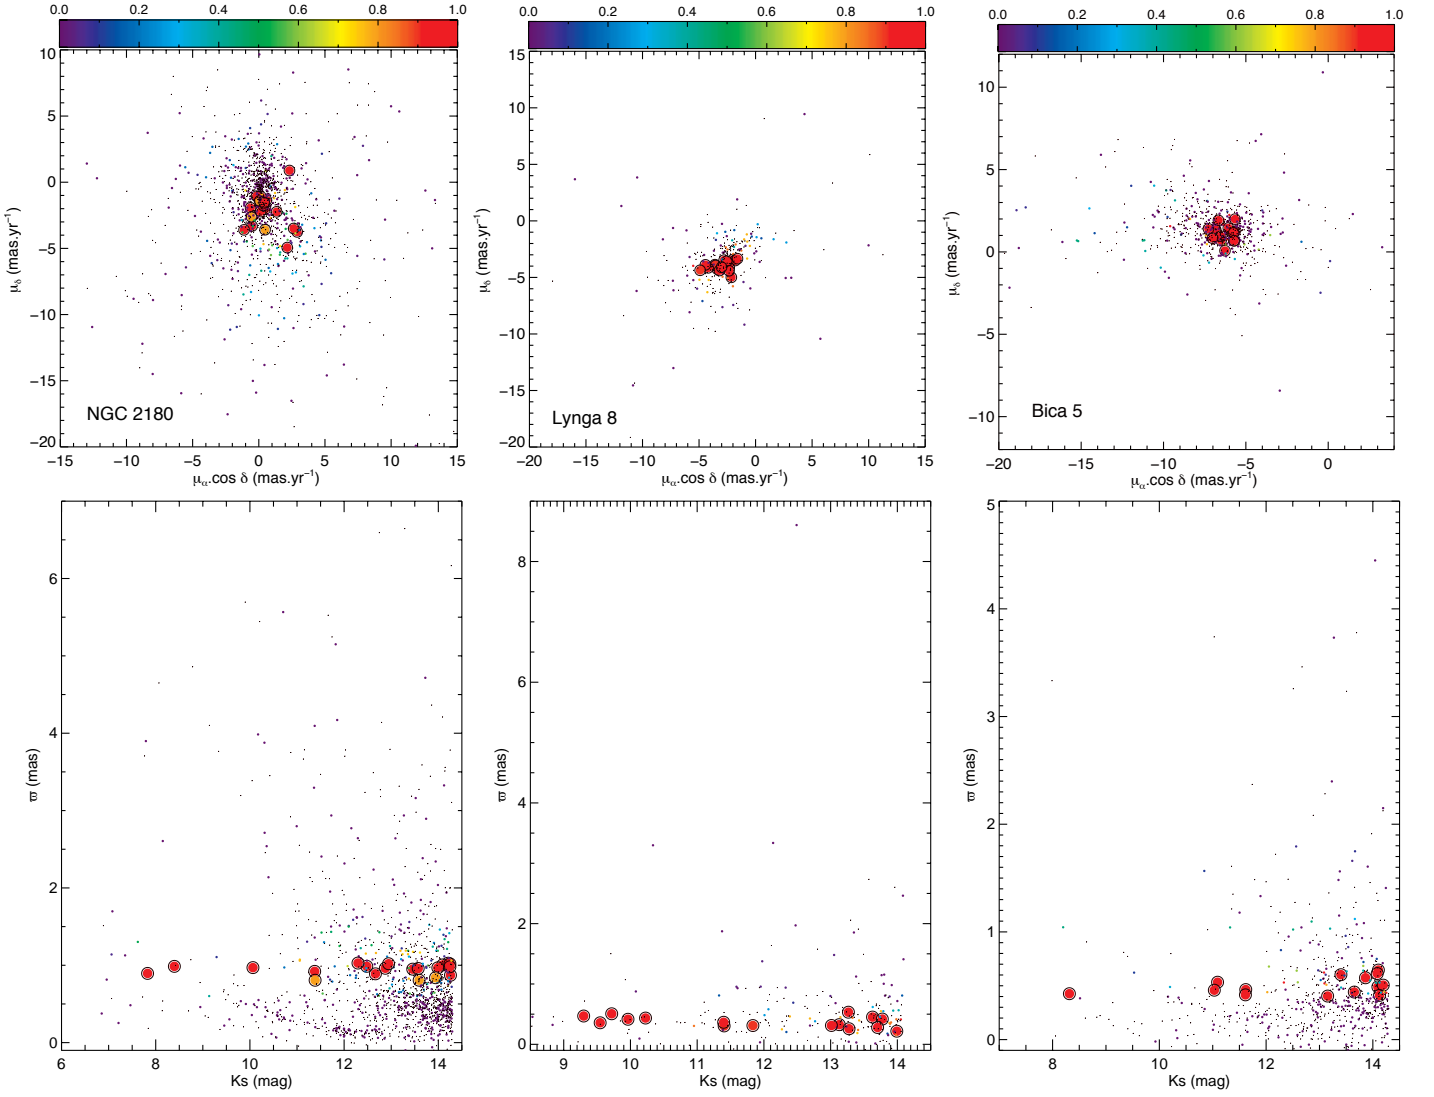 0.0 0.2 0.4 0.6 0.8 1.0
10
5
0
−5
−10
−15
−20
μδ (mas.yr⁻¹)
NGC 2180
−15 −10 −5 0 5 10 15
μα.cos δ (mas.yr⁻¹)
0.0 0.2 0.4 0.6 0.8 1.0
15
10
5
0
−5
−10
−15
−20
μδ (mas.yr⁻¹)
Lynga 8
−20 −15 −10 −5 0 5 10 15
μα.cos δ (mas.yr⁻¹)
0.0 0.2 0.4 0.6 0.8 1.0
10
5
0
−5
−10
μδ (mas.yr⁻¹)
Bica 5
−20 −15 −10 −5 0
μα.cos δ (mas.yr⁻¹)
6
4
2
0
ϖ (mas)
6 8 10 12 14
Ks (mag)
8
6
4
2
0
ϖ (mas)
9 10 11 12 13 14
Ks (mag)
5
4
3
2
1
0
ϖ (mas)
8 10 12 14
Ks (mag)